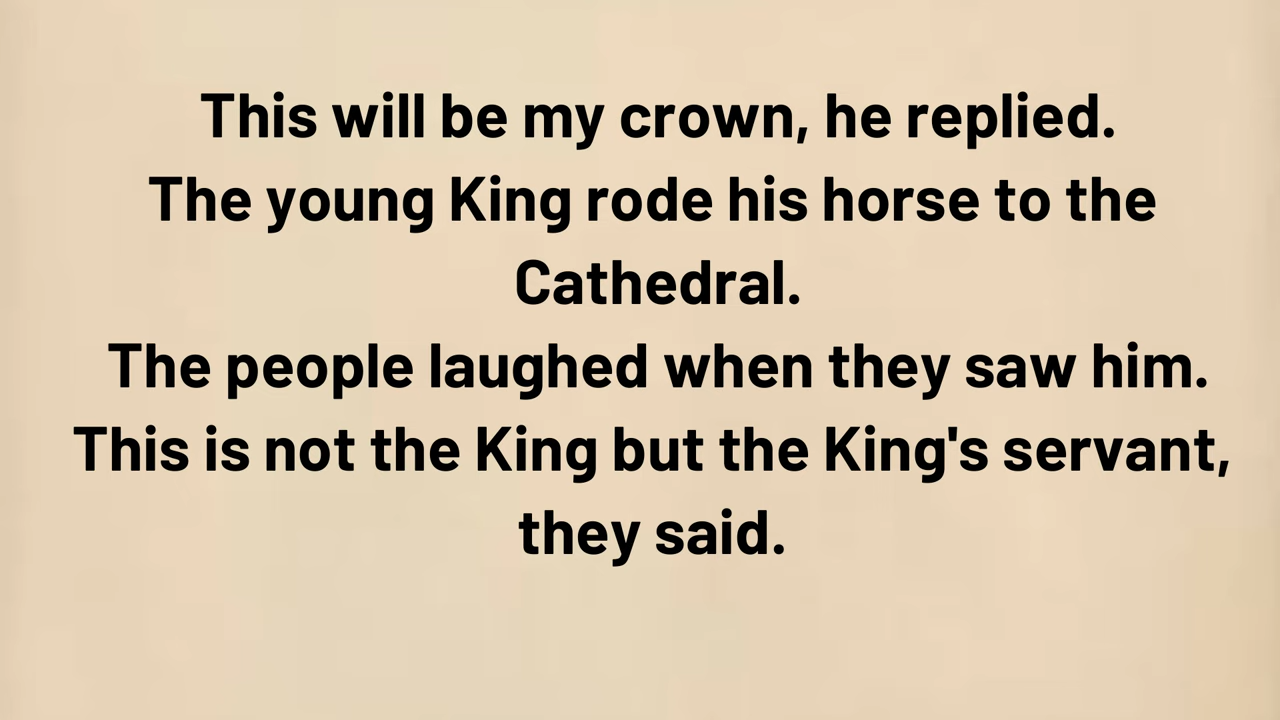 This will be my crown, he replied.
The young King rode his horse to the
Cathedral.
The people laughed when they saw him.
This is not the King but the King's servant,
they said.